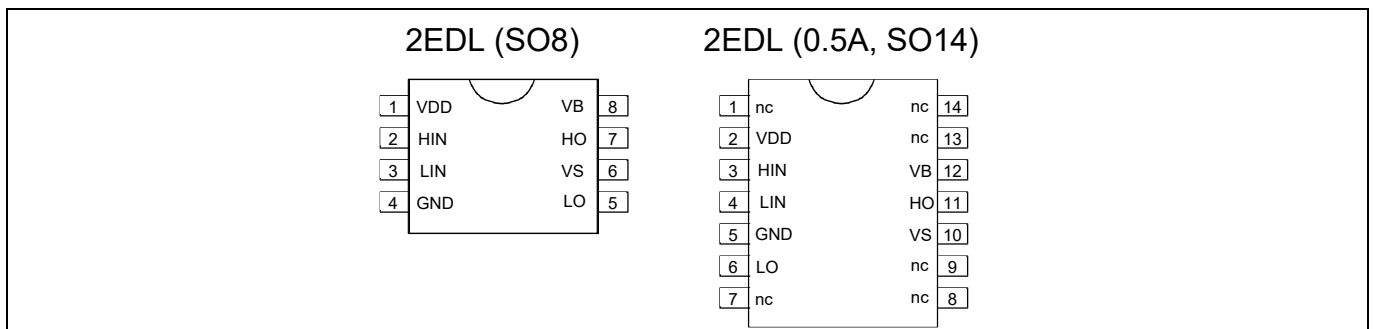 2EDL (SO8)
1 VDD VB 8
2 HIN HO 7
3 LIN VS 6
4 GND LO 5
2EDL (0.5A, SO14)
1 nc nc 14
2 VDD nc 13
3 HIN VB 12
4 LIN HO 11
5 GND VS 10
6 LO nc 9
7 nc nc 8